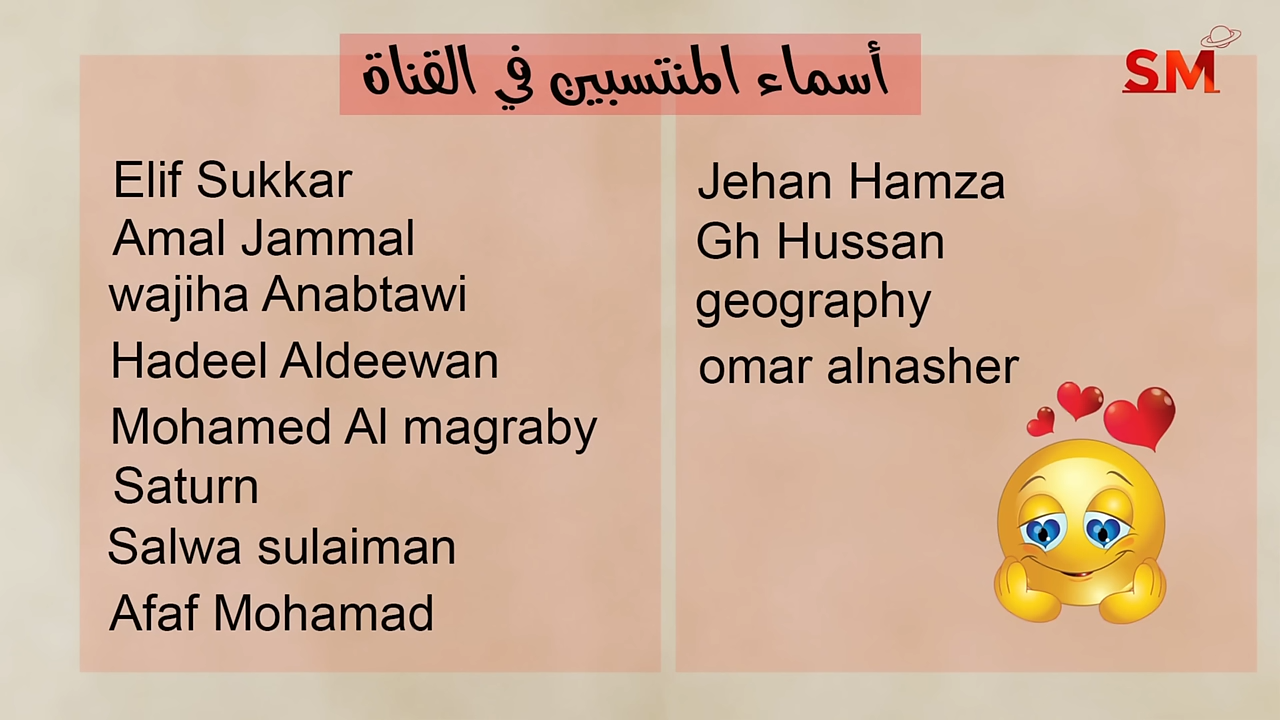 أسماء المنتسبين في القناة
SM
Elif Sukkar
Amal Jammal
wajiha Anabtawi
Hadeel Aldeewan
Mohamed Al magraby
Saturn
Salwa sulaiman
Afaf Mohamad
Jehan Hamza
Gh Hussan
geography
omar alnasher